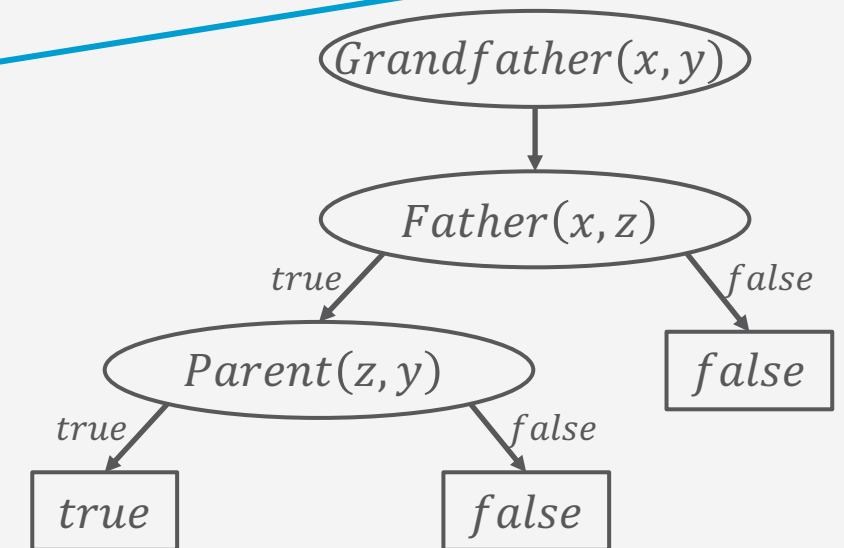 Grandfather(x, y)
Father(x, z)
true
false
Parent(z, y)
false
true
false
true
false